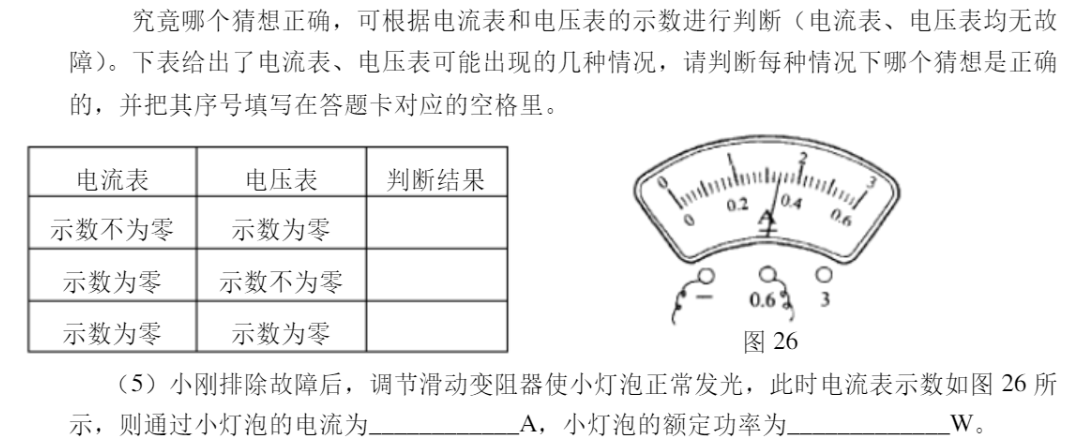 究竟哪个猜想正确，可根据电流表和电压表的示数进行判断（电流表、电压表均无故
障）。下表给出了电流表、电压表可能出现的几种情况，请判断每种情况下哪个猜想是正确
的，并把其序号填写在答题卡对应的空格里。
电流表 电压表 判断结果
示数不为零 示数为零
示数为零 示数不为零
示数为零 示数为零
0 1 2 3
0 0.2 0.4 0.6
A
— 0.6 3
图 26
（5）小刚排除故障后，调节滑动变阻器使小灯泡正常发光，此时电流表示数如图 26 所
示，则通过小灯泡的电流为____________A，小灯泡的额定功率为_____________W。